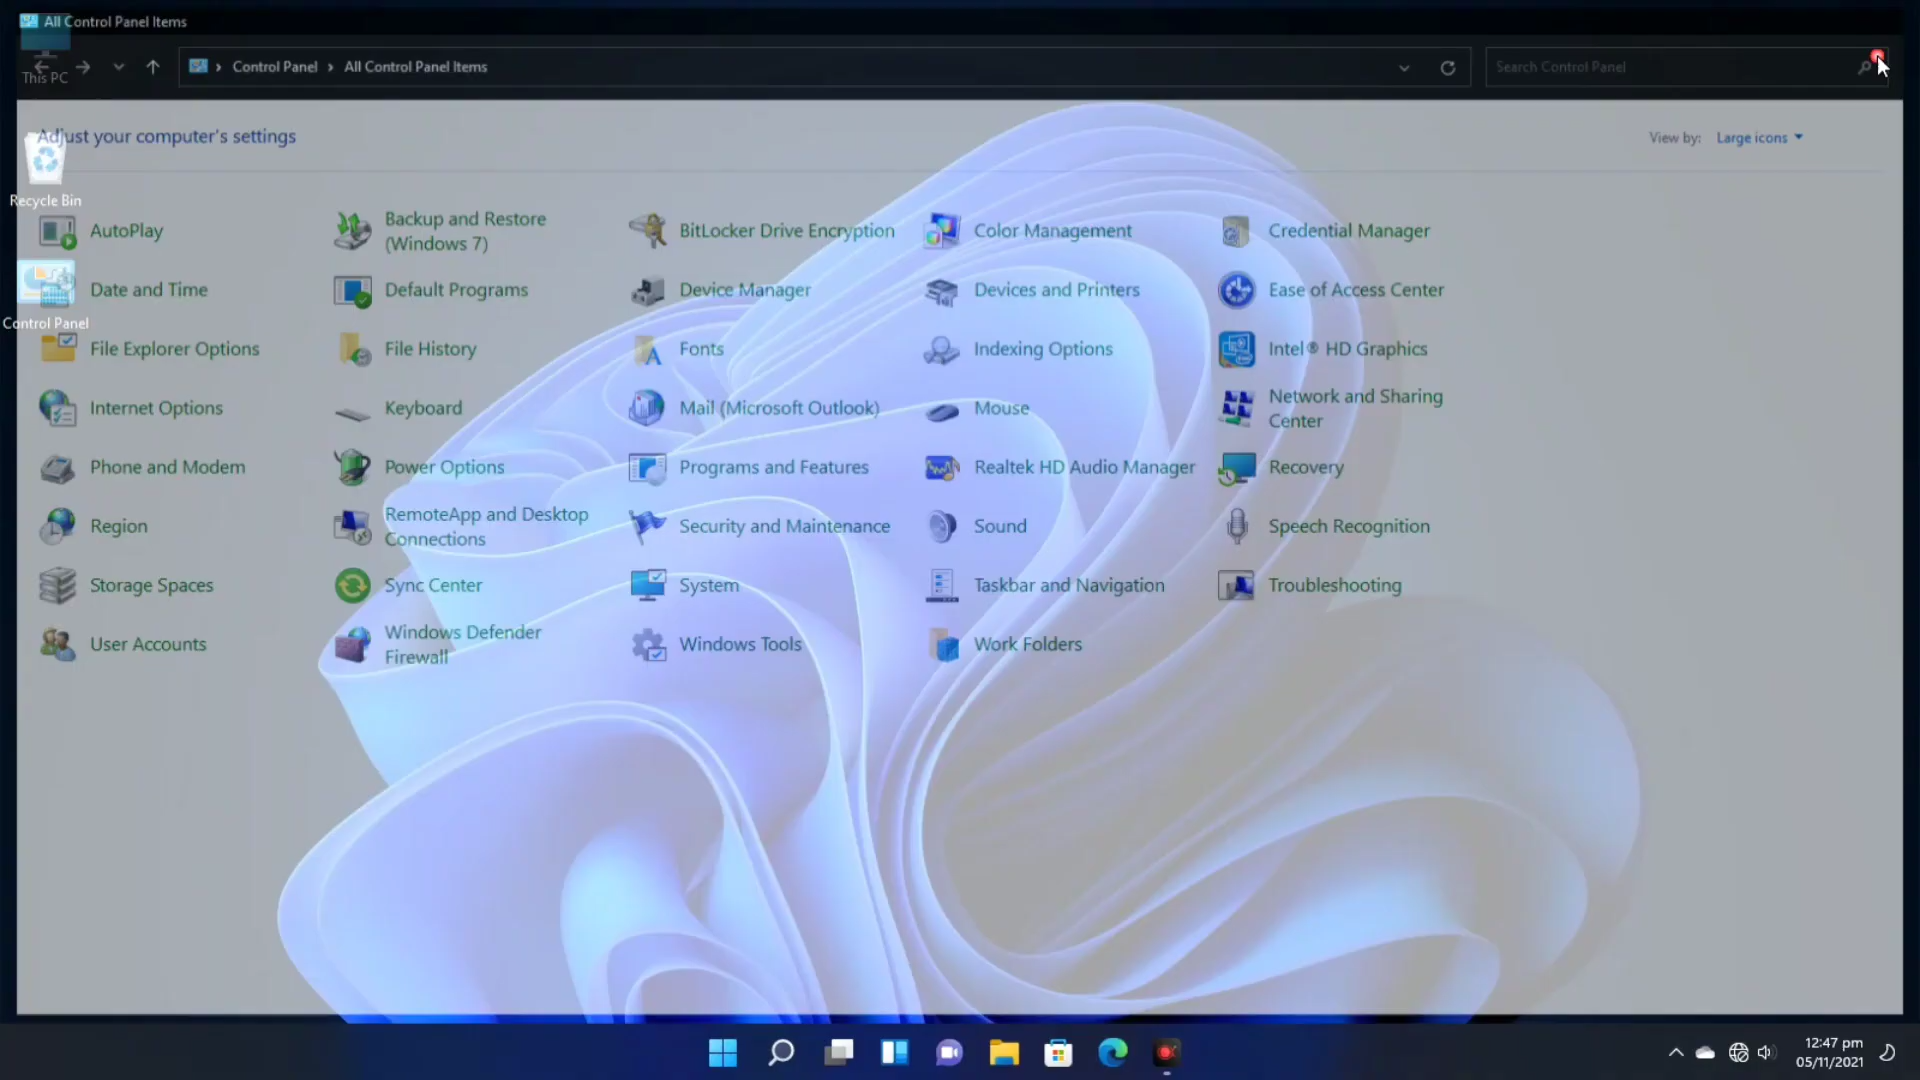 All Control Panel Items
This PC
Control Panel
All Control Panel Items
Search Control Panel
Adjust your computer's settings
View by: Large icons
Recycle Bin
AutoPlay
Backup and Restore
(Windows 7)
BitLocker Drive Encryption
Color Management
Credential Manager
Date and Time
Default Programs
Device Manager
Devices and Printers
Ease of Access Center
Control Panel
File Explorer Options
File History
Fonts
Indexing Options
Intel® HD Graphics
Internet Options
Keyboard
Mail (Microsoft Outlook)
Mouse
Network and Sharing
Center
Phone and Modem
Power Options
Programs and Features
Realtek HD Audio Manager
Recovery
Region
RemoteApp and Desktop
Connections
Security and Maintenance
Sound
Speech Recognition
Storage Spaces
Sync Center
System
Taskbar and Navigation
Troubleshooting
User Accounts
Windows Defender
Firewall
Windows Tools
Work Folders
12:47 pm
05/11/2021